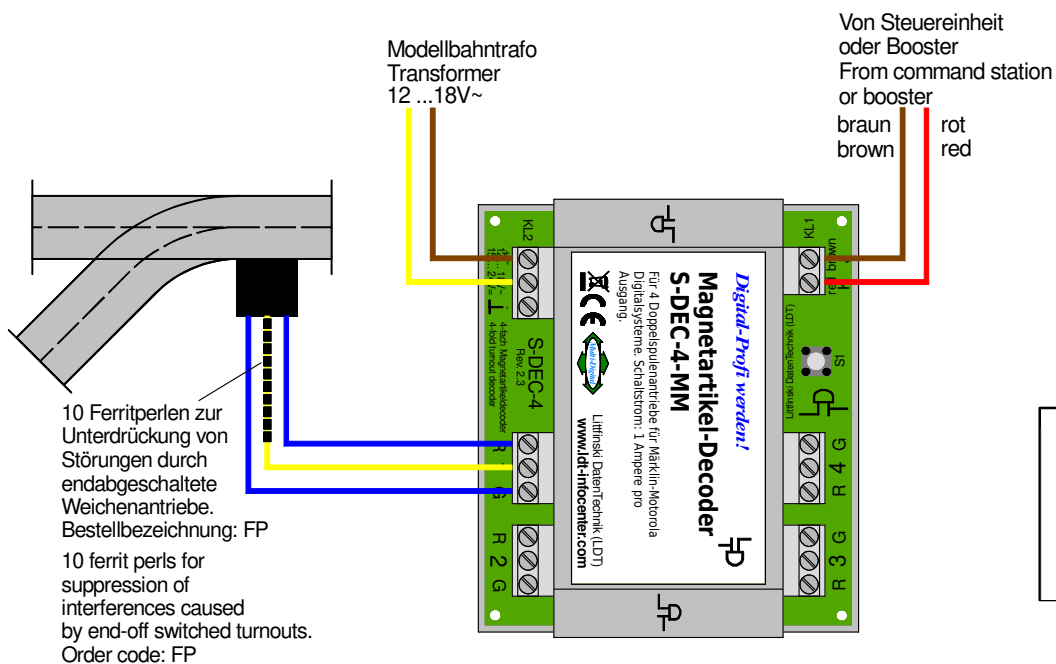 Modellbahntrafo
Transformer
12 ...18V~
Von Steuereinheit
oder Booster
From command station
or booster
braun
brown
rot
red
KL2
4-fach Magnetartikeldecoder
4-fold turnout decoder
S-DEC-4
Rev. 2.3
R
G
R 2 G
Digital-Profi werden!
Magnetartikel-Decoder
S-DEC-4-MM
Für 4 Doppelspulenantriebe für Märklin-Motorola
Digitalsysteme. Schaltstrom: 1 Ampere pro
Ausgang.
CE
Multi-Digital
Littfinski DatenTechnik (LDT)
www.ldt-infocenter.com
KL1
red brown
S1
Littfinski DatenTechnik (LDT)
R 4 G
R 3 G
10 Ferritperlen zur
Unterdrückung von
Störungen durch
endabgeschaltete
Weichenantriebe.
Bestellbezeichnung: FP
10 ferrit perls for
suppression of
interferences caused
by end-off switched turnouts.
Order code: FP